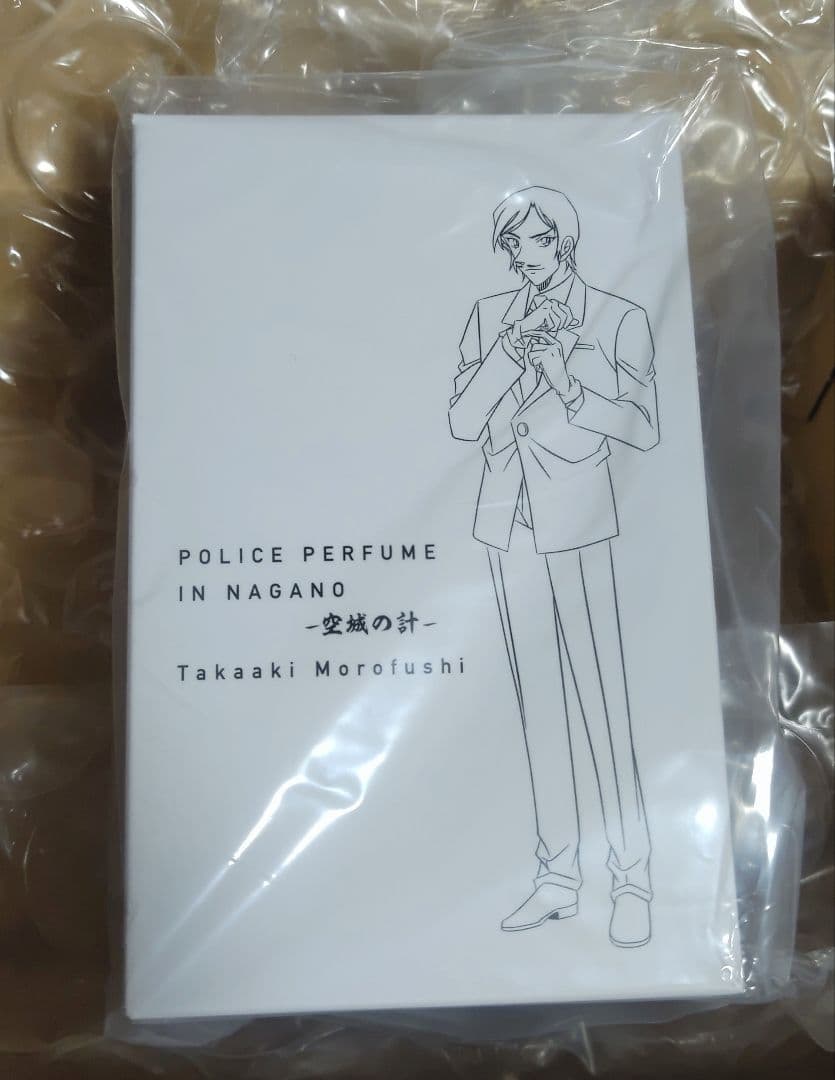 POLICE PERFUME
IN NAGANO
-空城の計-
Takaaki Morofushi